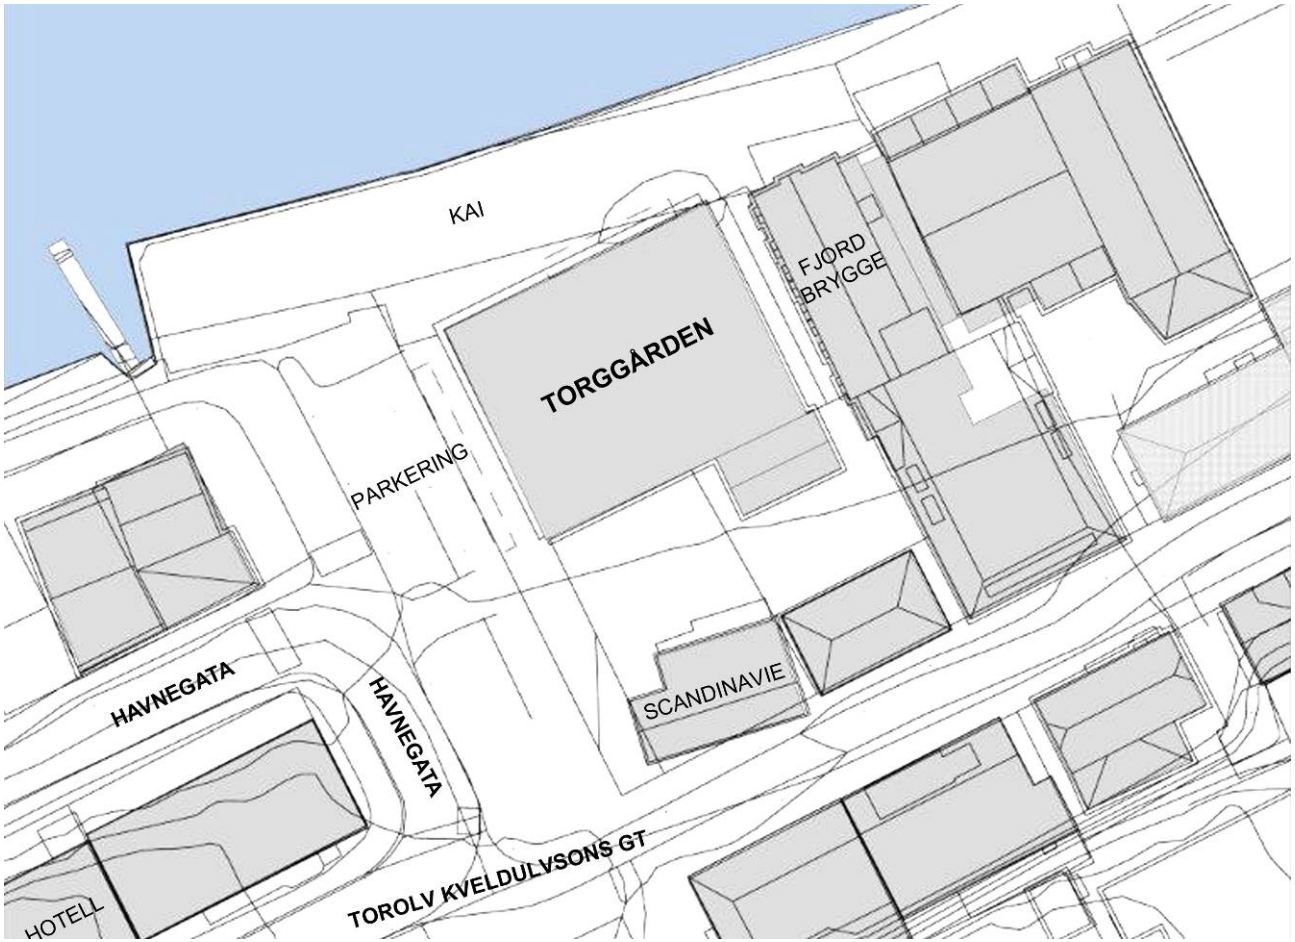 KAI
FJORD
BRYGGE
TORGGÅRDEN
PARKERING
HAVNEGATA
HAVNEGATA
SCANDINAVIE
TOROLV KVELDULVSONS GT
HOTELL